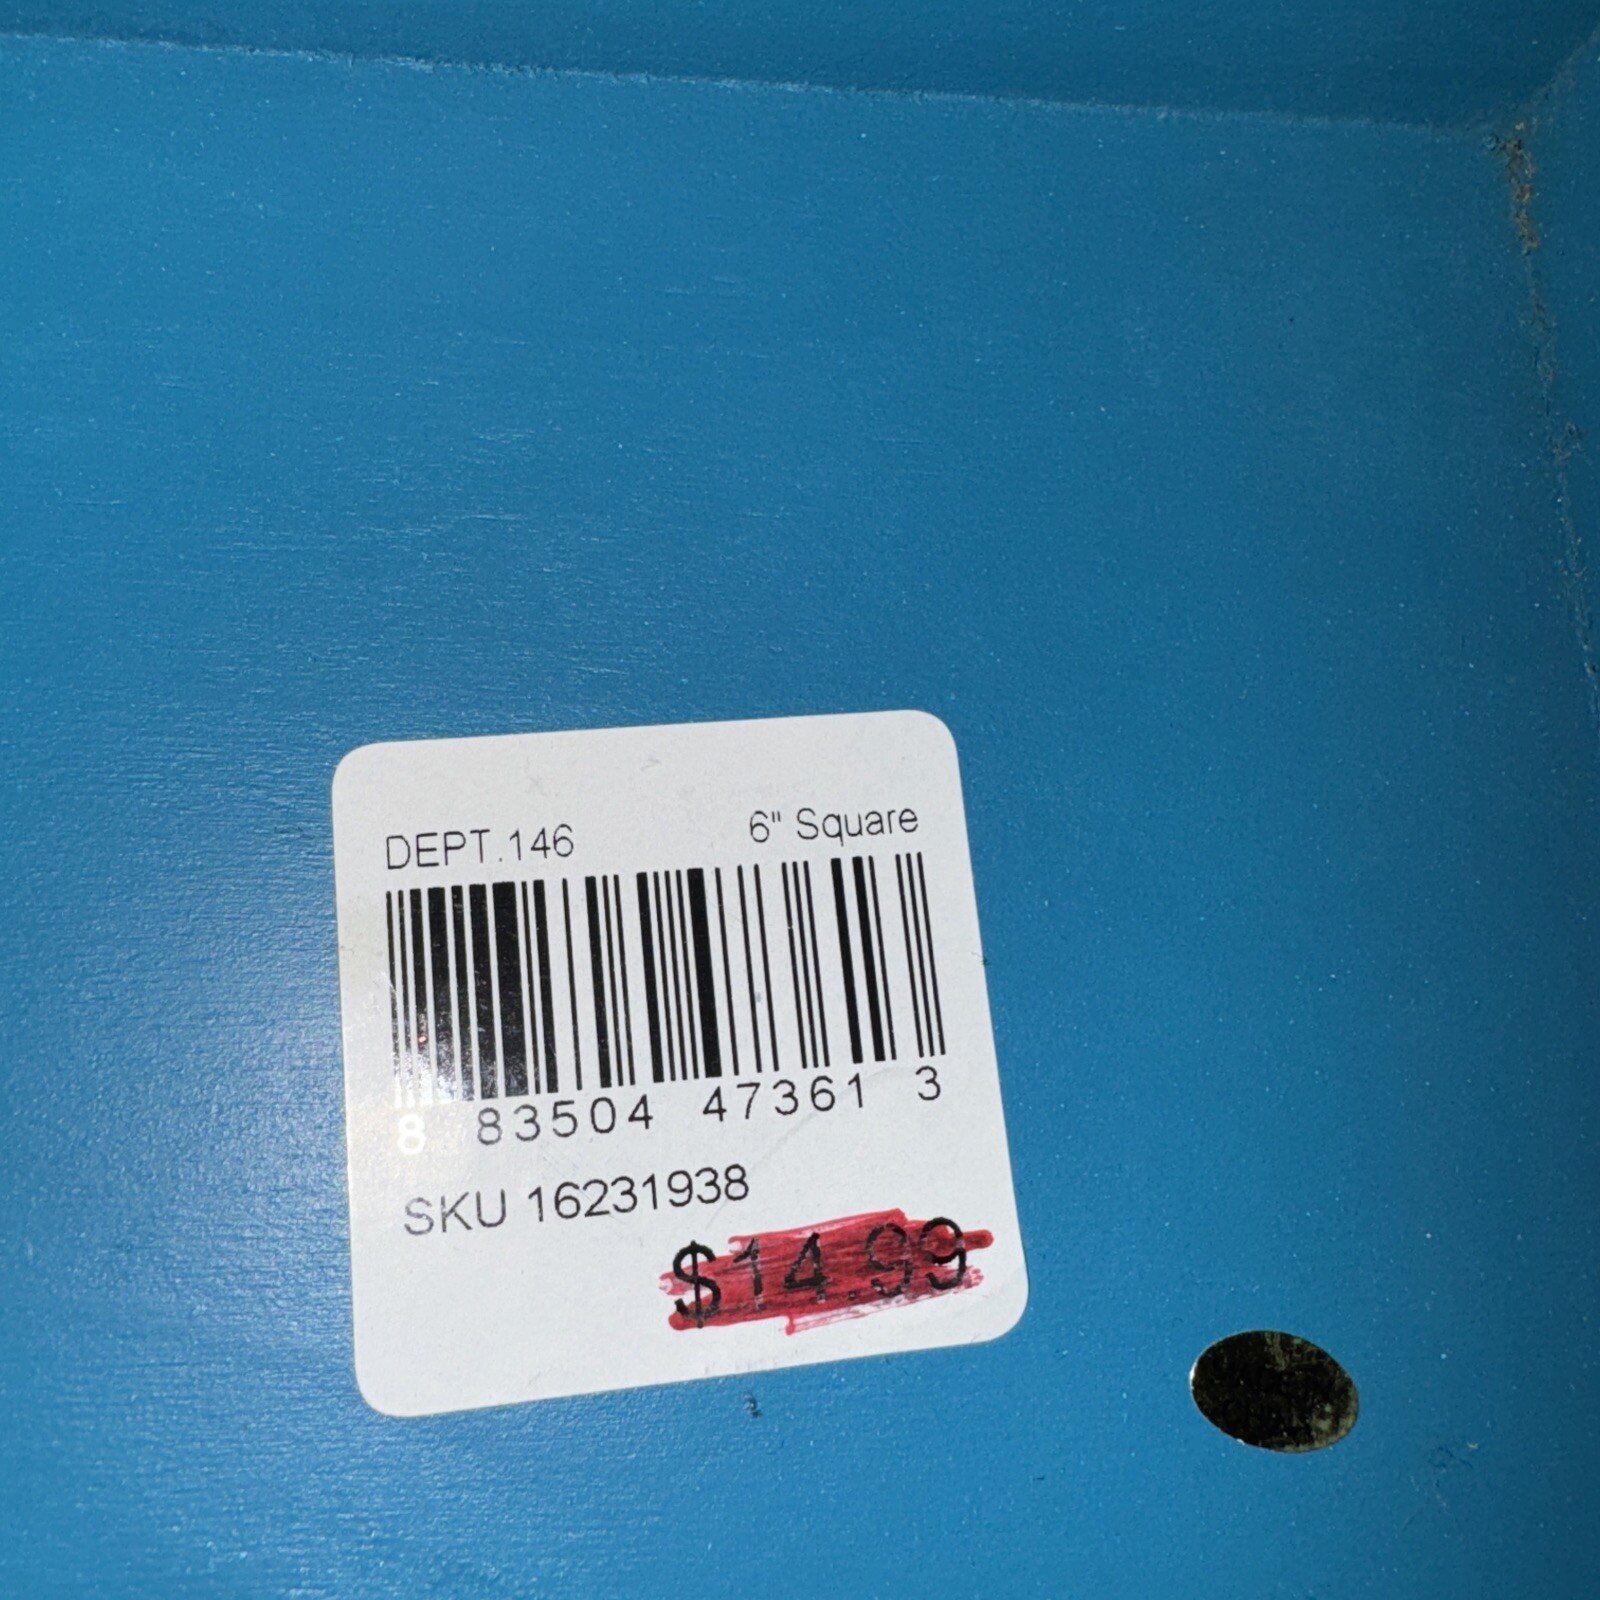 DEPT.146 6" Square
8 83504 47361 3
SKU 16231938
$14.99